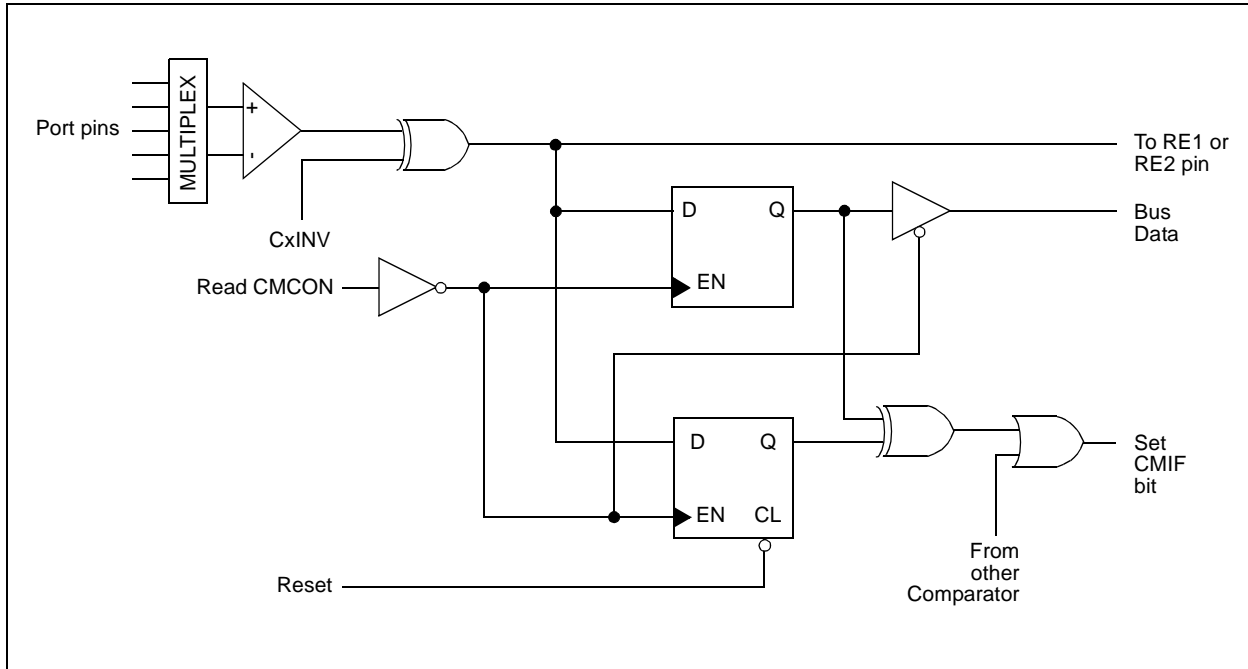 Port pins
MULTIPLEX
+
-
CxINV
To RE1 or
RE2 pin
D
Q
EN
Bus
Data
Read CMCON
D
Q
EN
CL
Set
CMIF
bit
From
other
Comparator
Reset